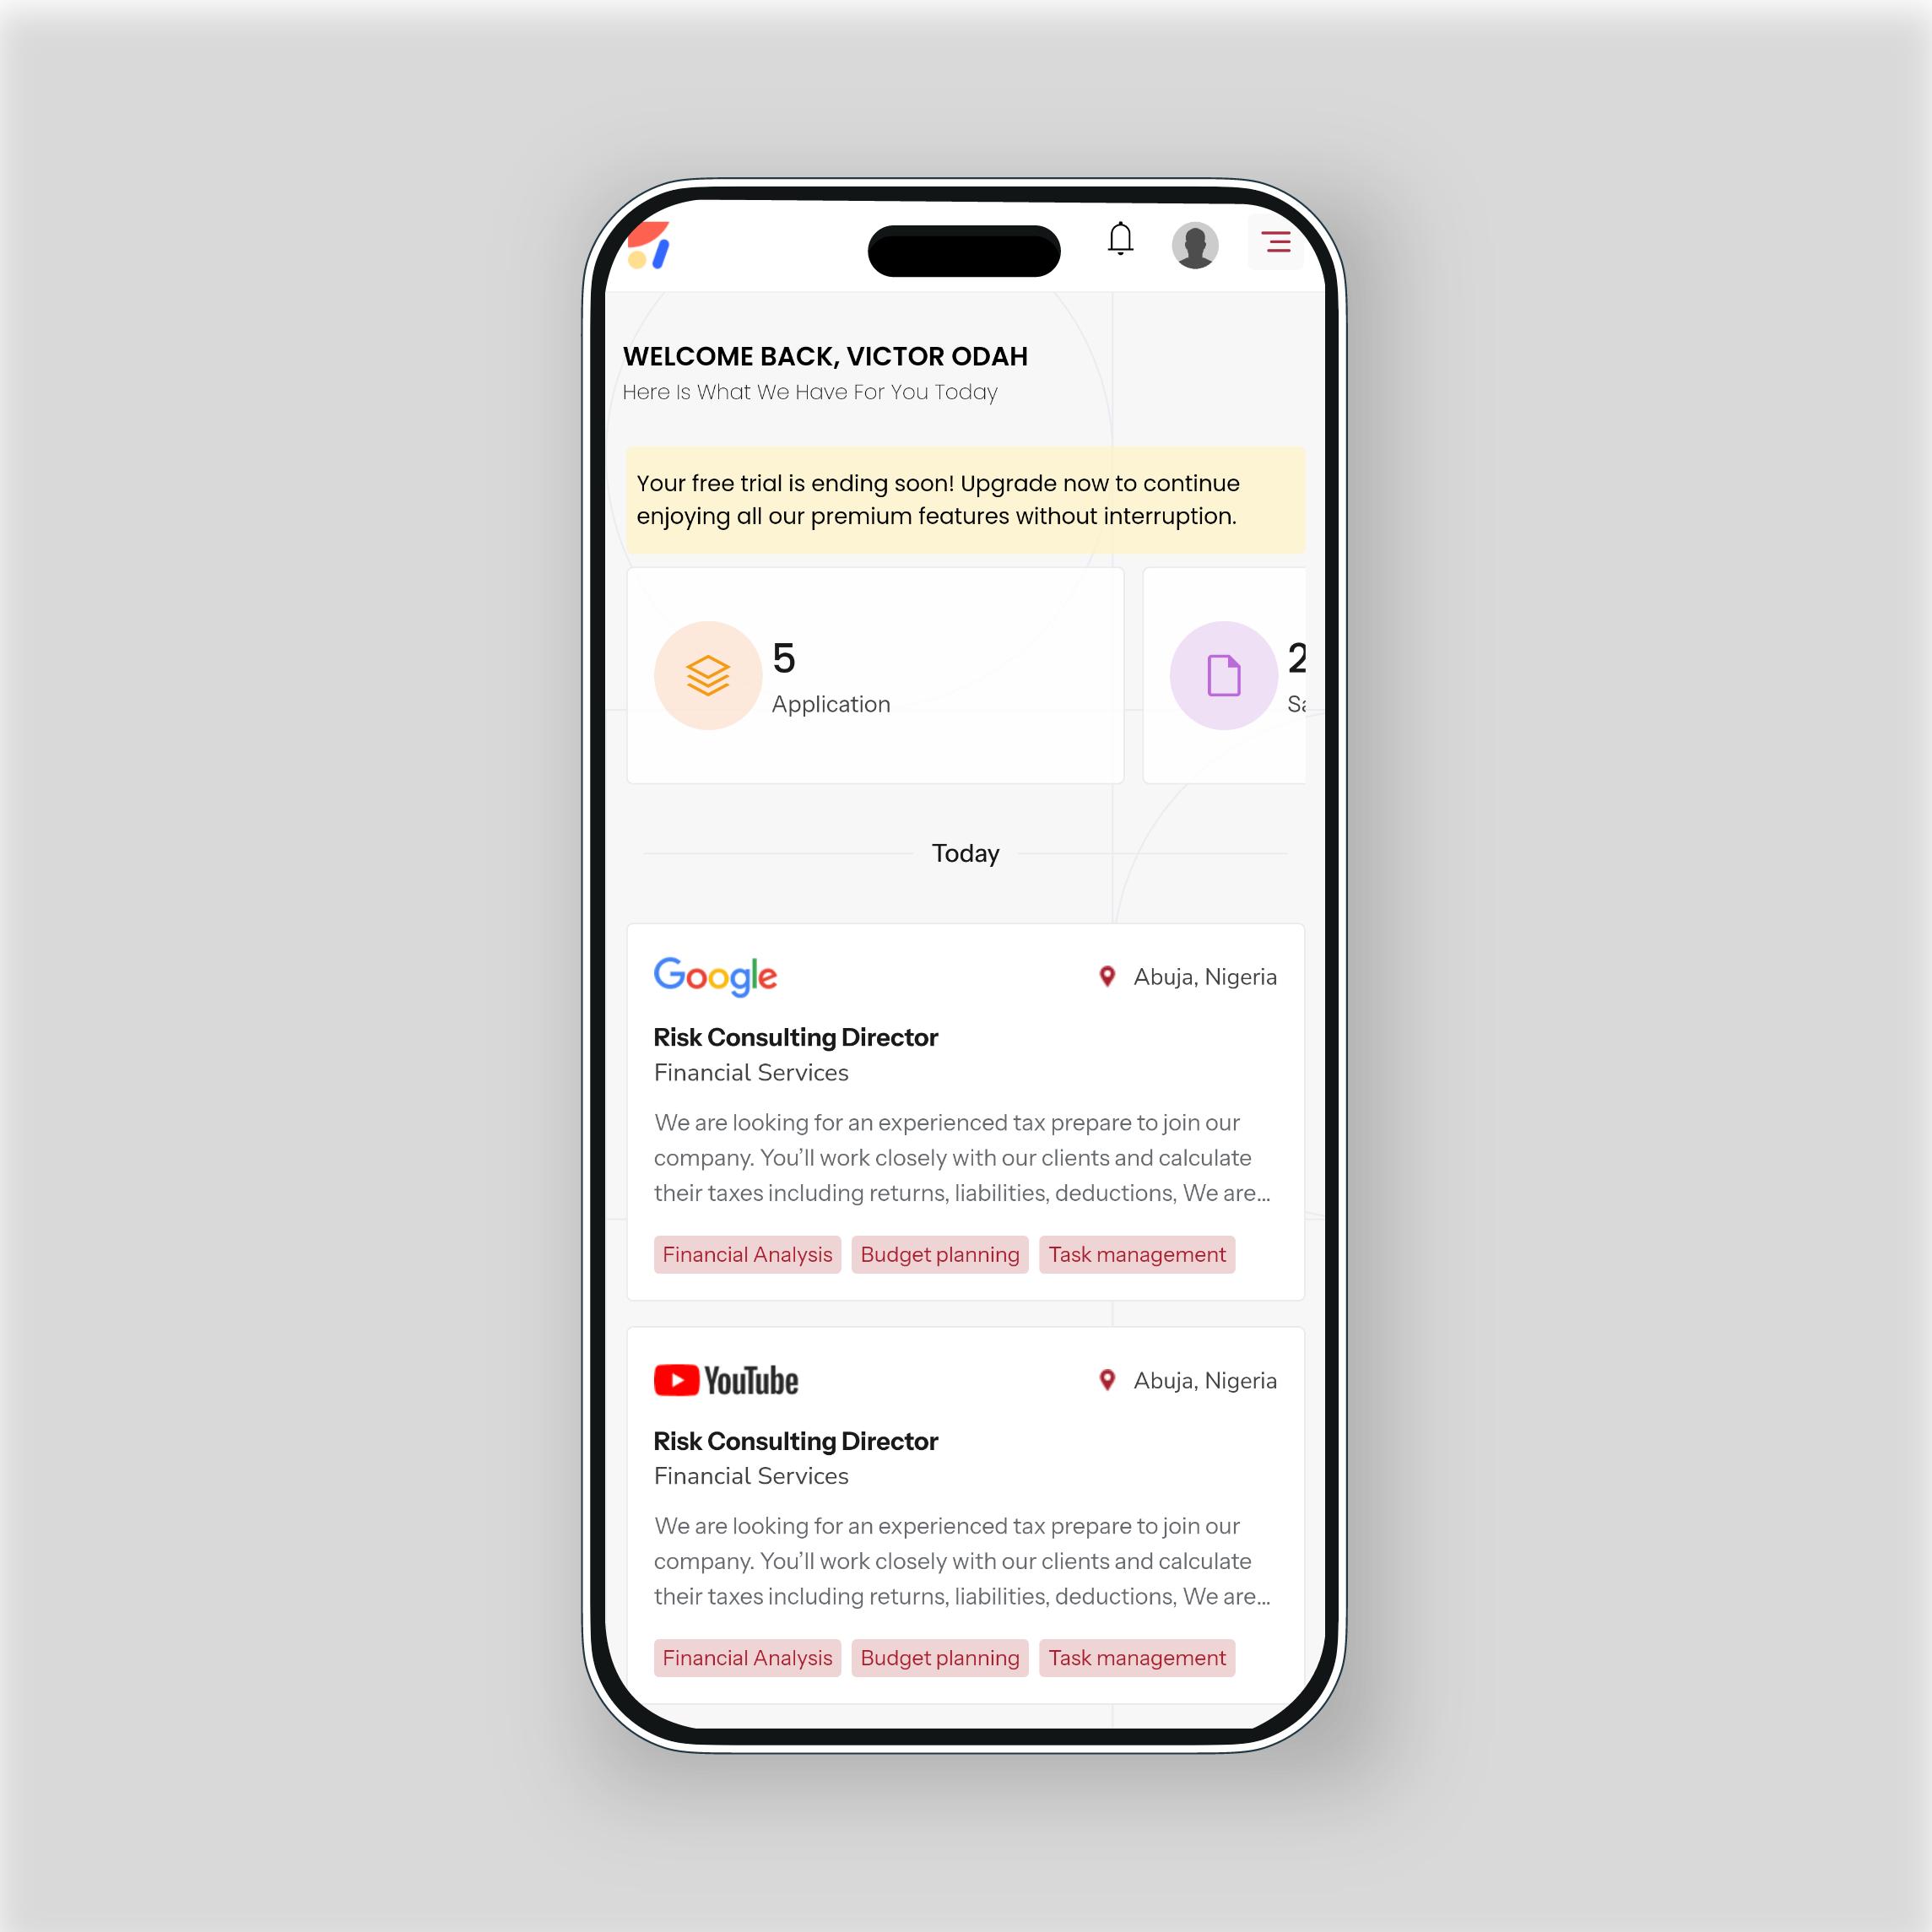 WELCOME BACK, VICTOR ODAH
Here Is What We Have For You Today
Your free trial is ending soon! Upgrade now to continue
enjoying all our premium features without interruption.
5
Application
2
Today
Google
Abuja, Nigeria
Risk Consulting Director
Financial Services
We are looking for an experienced tax prepare to join our
company. You’ll work closely with our clients and calculate
their taxes including returns, liabilities, deductions, We are...
Financial Analysis Budget planning Task management
YouTube
Abuja, Nigeria
Risk Consulting Director
Financial Services
We are looking for an experienced tax prepare to join our
company. You’ll work closely with our clients and calculate
their taxes including returns, liabilities, deductions, We are...
Financial Analysis Budget planning Task management